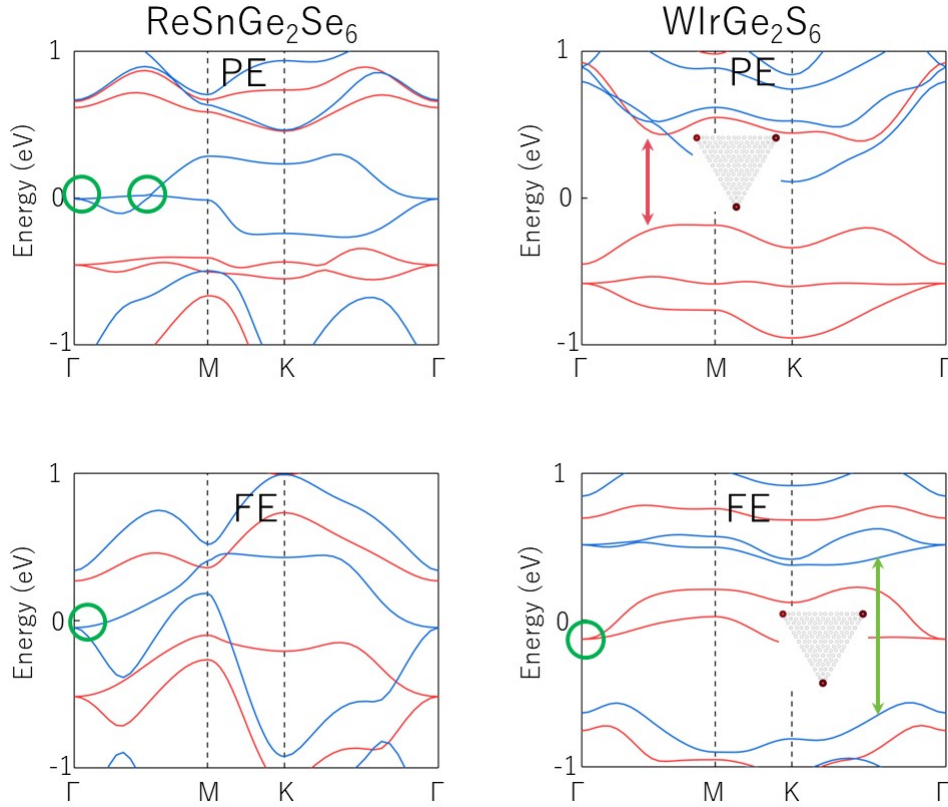 ReSnGe₂Se₆
WIrGe₂S₆
1
PE
Energy (eV)
0
-1
Γ M K Γ
1
PE
Energy (eV)
0
-1
Γ M K Γ
1
FE
Energy (eV)
0
-1
Γ M K Γ
1
FE
Energy (eV)
0
-1
Γ M K Γ